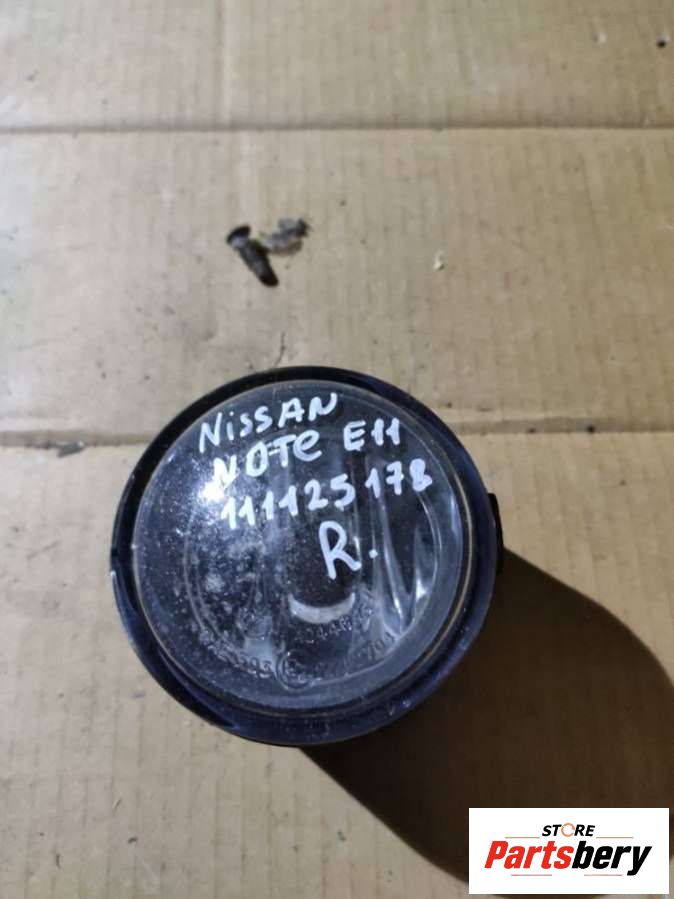 NISSAN
NOTe E11
111125178
R.
STORE
Partsbery